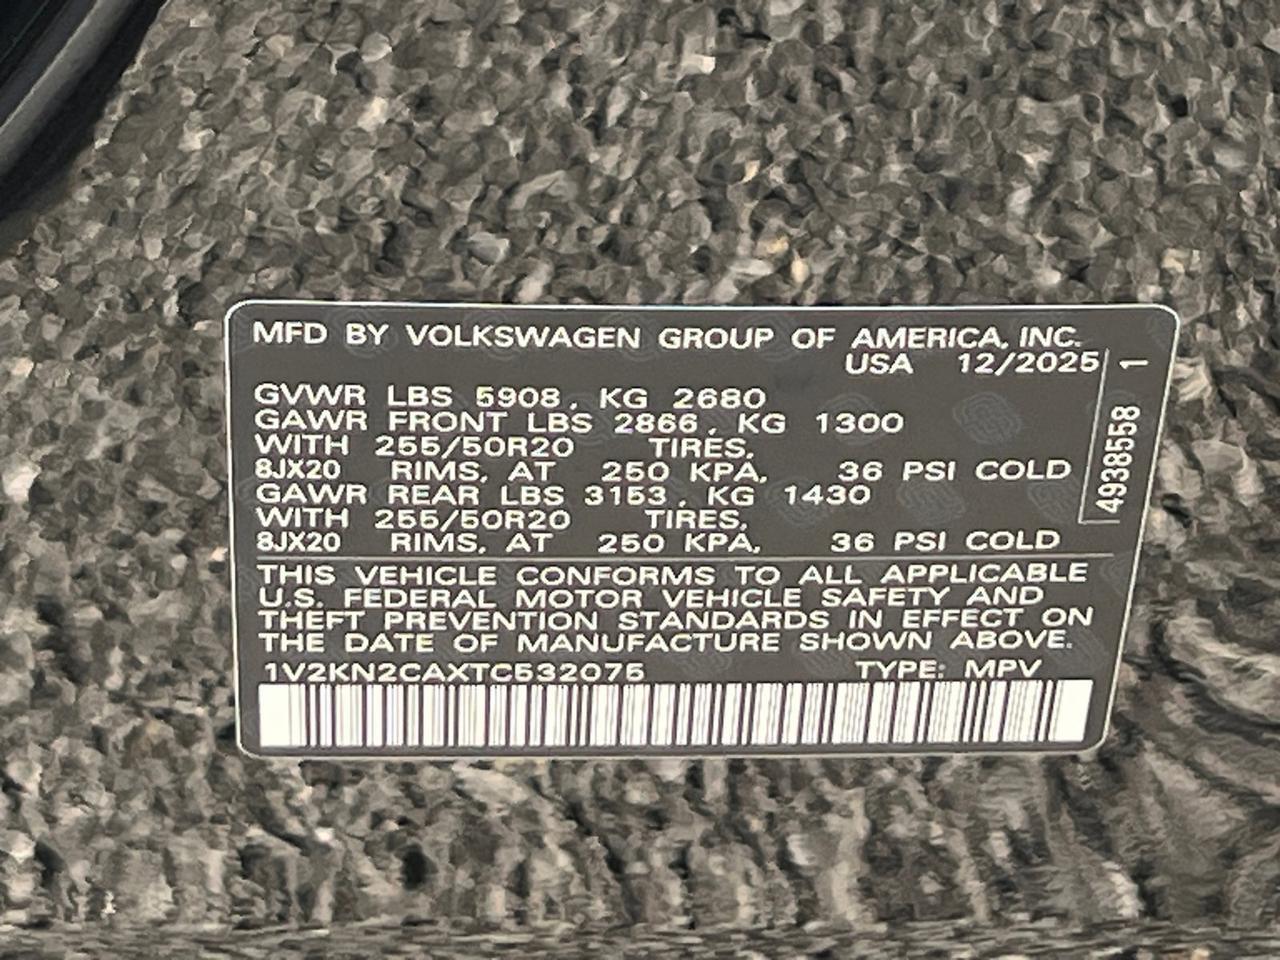 MFD BY VOLKSWAGEN GROUP OF AMERICA, INC.
USA 12/2025
GVWR LBS 5908, KG 2680
GAWR FRONT LBS 2866, KG 1300
WITH 255/50R20 TIRES,
8JX20 RIMS, AT 250 KPA, 36 PSI COLD
GAWR REAR LBS 3153, KG 1430
WITH 255/50R20 TIRES,
8JX20 RIMS, AT 250 KPA, 36 PSI COLD
THIS VEHICLE CONFORMS TO ALL APPLICABLE
U.S. FEDERAL MOTOR VEHICLE SAFETY AND
THEFT PREVENTION STANDARDS IN EFFECT ON
THE DATE OF MANUFACTURE SHOWN ABOVE.
1V2KN2CAXTC532075 TYPE: MPV
4938558 1